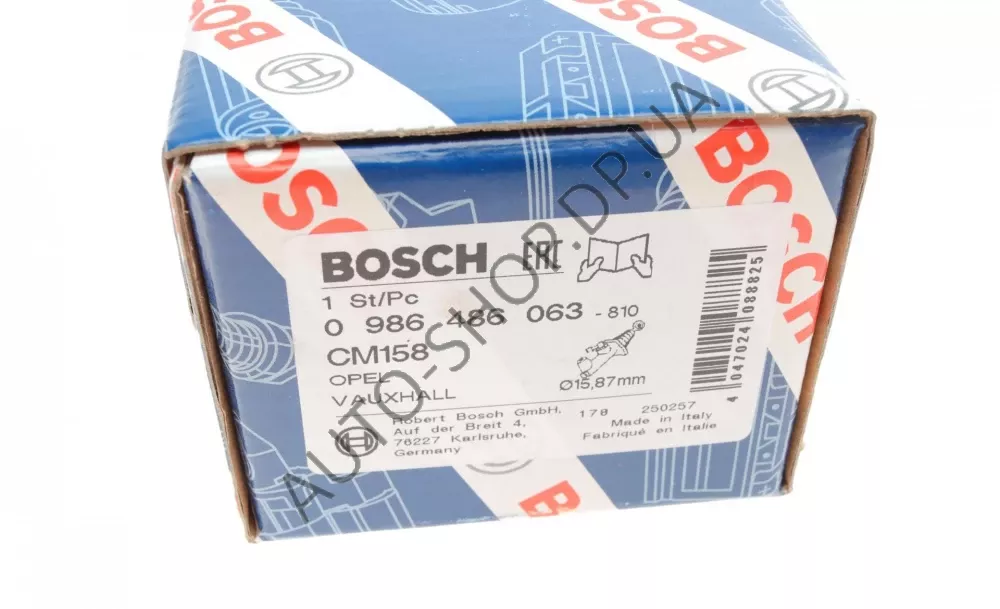 BOSCH
BOSCH
BOSCH
BOSC
BOSCH
BOSCH EAC
1 St/Pc
0 986 486 063 - 810
CM158
OPEL
VAUXHALL
Ø15,87mm
4 047024 088825
Robert Bosch GmbH,
Auf der Breit 4,
76227 Karlsruhe,
Germany
178 250257
Made in Italy
Fabriqué en Italie
AUTO-SHOP.DP.UA